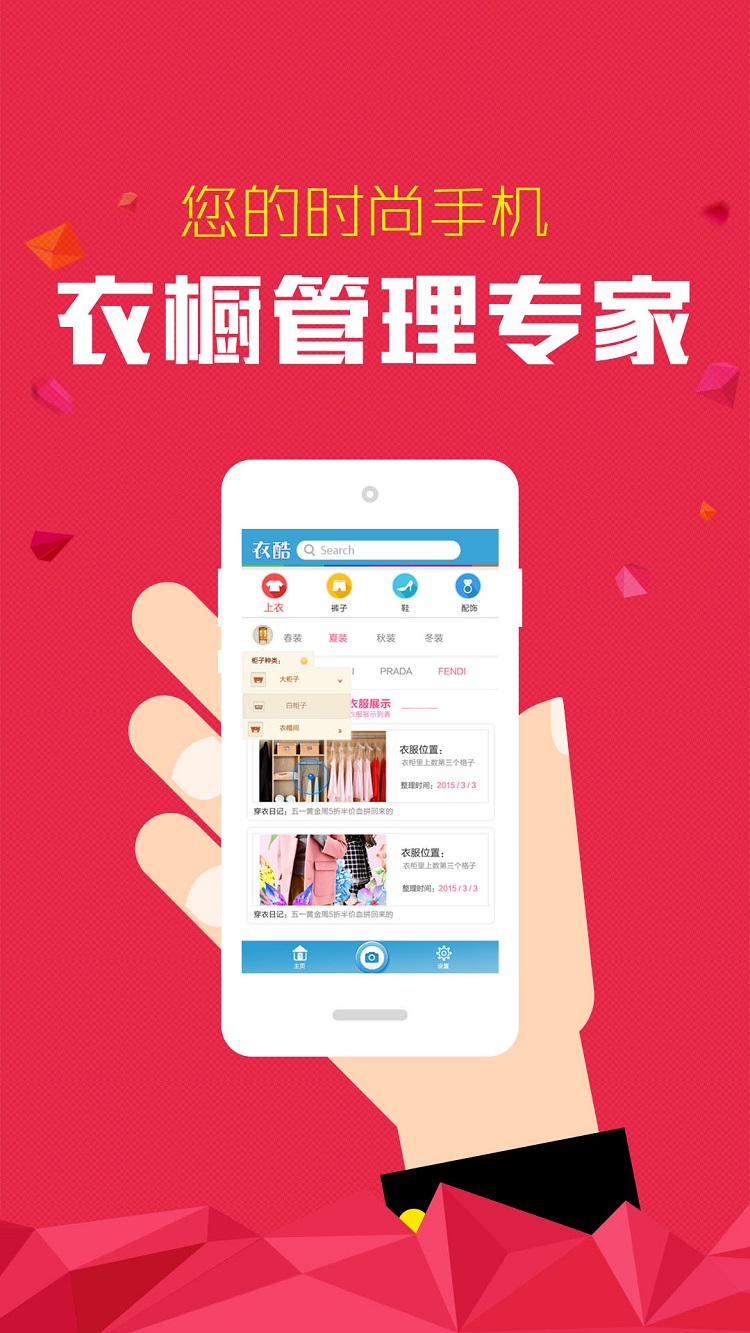 您的时尚手机
衣橱管理专家
衣酷 Search
上衣 裤子 鞋 配饰
春装 夏装 秋装 冬装
柜子种类：
PRADA FENDI
大柜子
白柜子
衣帽间
衣服展示
衣服展示列表
衣服位置：
衣柜里上数第三个格子
整理时间：2015 / 3 / 3
穿衣日记：五一黄金周5折半价血拼回来的
衣服位置：
衣柜里上数第三个格子
整理时间：2015 / 3 / 3
穿衣日记：五一黄金周5折半价血拼回来的
主页 设置